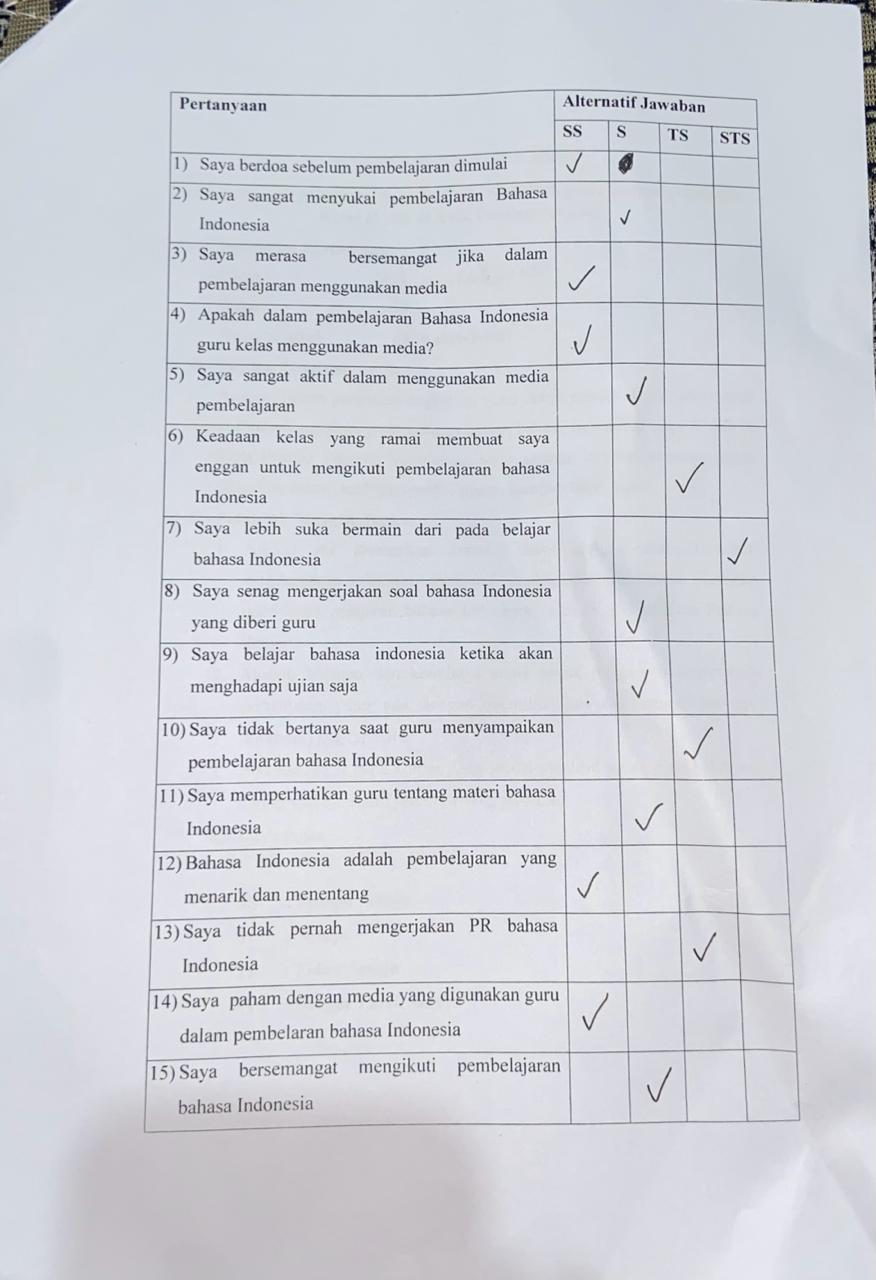 Pertanyaan Alternatif Jawaban
SS S TS STS
1) Saya berdoa sebelum pembelajaran dimulai ✓
2) Saya sangat menyukai pembelajaran Bahasa
Indonesia ✓
3) Saya merasa bersemangat jika dalam
pembelajaran menggunakan media ✓
4) Apakah dalam pembelajaran Bahasa Indonesia
guru kelas menggunakan media? ✓
5) Saya sangat aktif dalam menggunakan media
pembelajaran ✓
6) Keadaan kelas yang ramai membuat saya
enggan untuk mengikuti pembelajaran bahasa
Indonesia ✓
7) Saya lebih suka bermain dari pada belajar
bahasa Indonesia ✓
8) Saya senag mengerjakan soal bahasa Indonesia
yang diberi guru ✓
9) Saya belajar bahasa indonesia ketika akan
menghadapi ujian saja ✓
10) Saya tidak bertanya saat guru menyampaikan
pembelajaran bahasa Indonesia ✓
11) Saya memperhatikan guru tentang materi bahasa
Indonesia ✓
12) Bahasa Indonesia adalah pembelajaran yang
menarik dan menentang ✓
13) Saya tidak pernah mengerjakan PR bahasa
Indonesia ✓
14) Saya paham dengan media yang digunakan guru
dalam pembelaran bahasa Indonesia ✓
15) Saya bersemangat mengikuti pembelajaran
bahasa Indonesia ✓